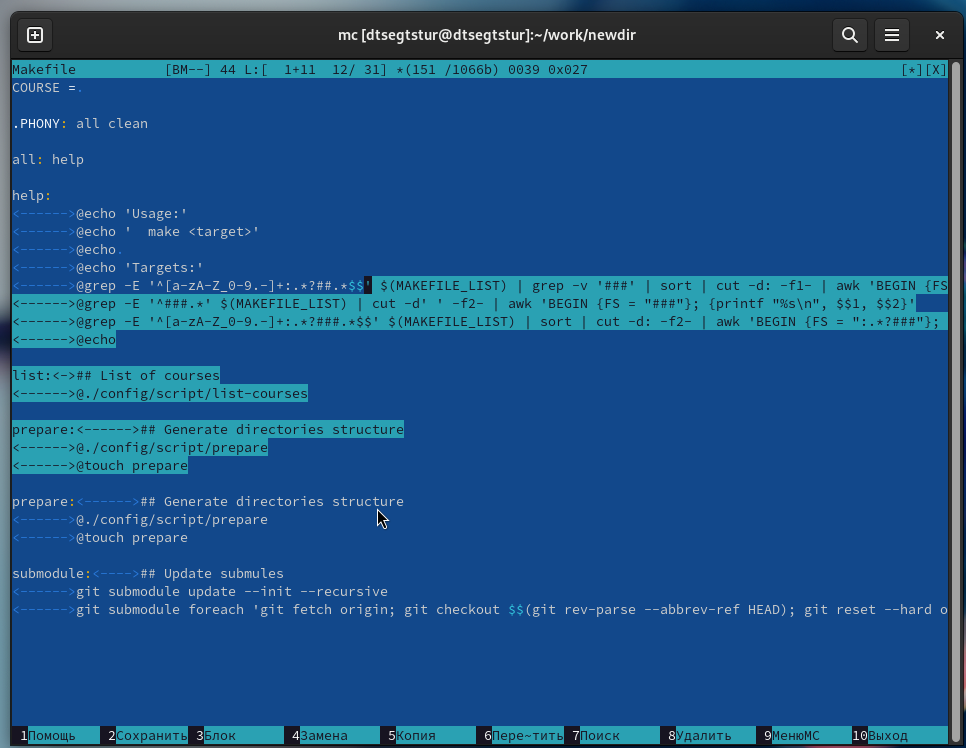 mc [dtsegtstur@dtsegtstur]:~/work/newdir
Makefile [BM--] 44 L:[ 1+11 12/ 31] *(151 /1066b) 0039 0x027 [*][X]
COURSE =.
.PHONY: all clean
all: help
help:
<------>@echo 'Usage:'
<------>@echo '  make <target>'
<------>@echo.
<------>@echo 'Targets:'
<------>@grep -E '^[a-zA-Z_0-9.-]+:.*?##.*$$' $(MAKEFILE_LIST) | grep -v '###' | sort | cut -d: -f1- | awk 'BEGIN {FS
<------>@grep -E '^###.*' $(MAKEFILE_LIST) | cut -d' ' -f2- | awk 'BEGIN {FS = "###"}; {printf "%s\n", $$1, $$2}'
<------>@grep -E '^[a-zA-Z_0-9.-]+:.*?###.*$$' $(MAKEFILE_LIST) | sort | cut -d: -f2- | awk 'BEGIN {FS = ":.*?###"};
<------>@echo
list:<->## List of courses
<------>@./config/script/list-courses
prepare:<------>## Generate directories structure
<------>@./config/script/prepare
<------>@touch prepare
prepare:<------>## Generate directories structure
<------>@./config/script/prepare
<------>@touch prepare
submodule:<---->## Update submules
<------>git submodule update --init --recursive
<------>git submodule foreach 'git fetch origin; git checkout $$(git rev-parse --abbrev-ref HEAD); git reset --hard o
1Помощь 2Сохранить 3Блок 4Замена 5Копия 6Пере~тить 7Поиск 8Удалить 9МенюMC 10Выход